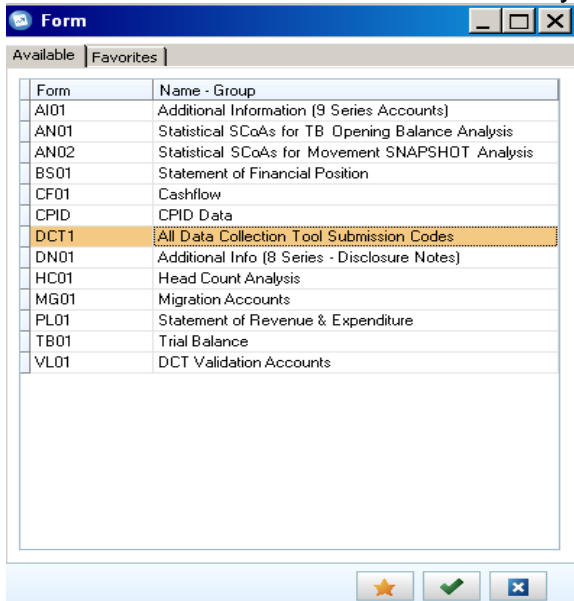 Form
Available Favorites
Form Name - Group
AI01 Additional Information (9 Series Accounts)
AN01 Statistical SCoAs for TB Opening Balance Analysis
AN02 Statistical SCoAs for Movement SNAPSHOT Analysis
BS01 Statement of Financial Position
CF01 Cashflow
CPID CPID Data
DCT1 All Data Collection Tool Submission Codes
DN01 Additional Info (8 Series - Disclosure Notes)
HC01 Head Count Analysis
MG01 Migration Accounts
PL01 Statement of Revenue & Expenditure
TB01 Trial Balance
VL01 DCT Validation Accounts